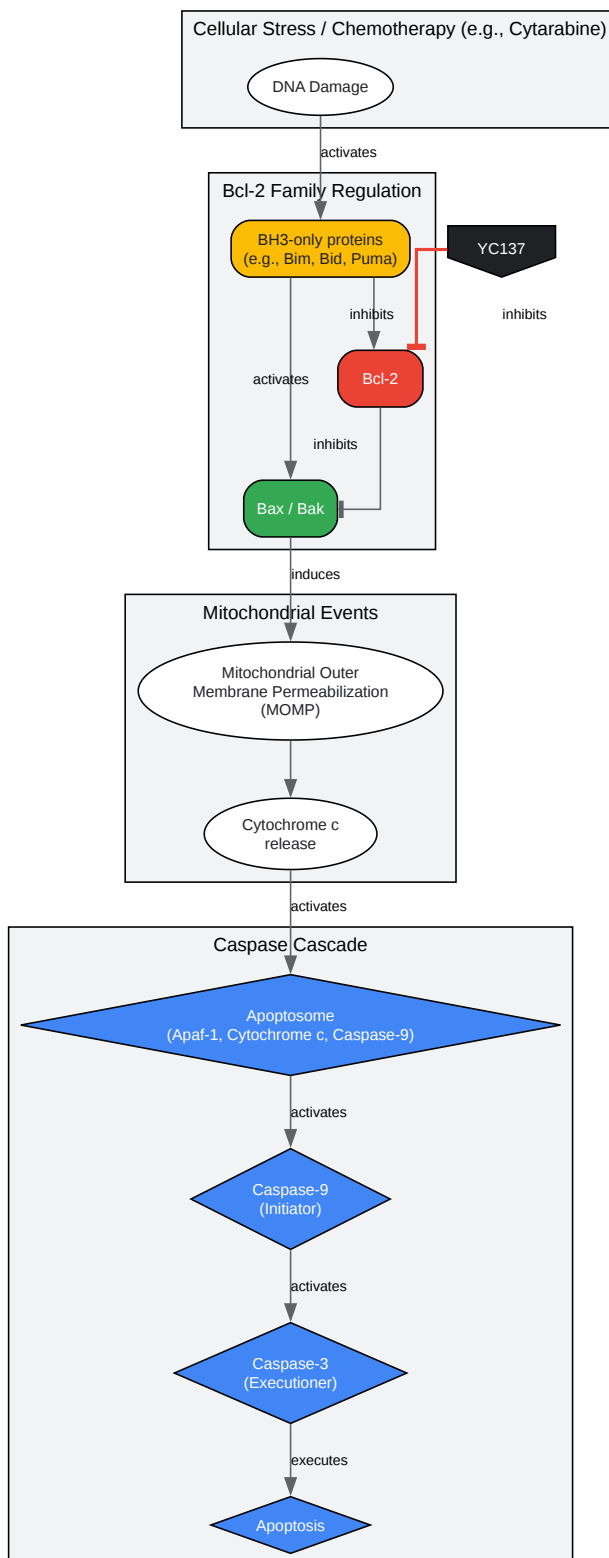 Cellular Stress / Chemotherapy (e.g., Cytarabine)
DNA Damage
activates
Bcl-2 Family Regulation
BH3-only proteins
(e.g., Bim, Bid, Puma)
YC137
inhibits
inhibits
activates
Bcl-2
inhibits
Bax / Bak
induces
Mitochondrial Events
Mitochondrial Outer
Membrane Permeabilization
(MOMP)
Cytochrome c
release
activates
Caspase Cascade
Apoptosome
(Apaf-1, Cytochrome c, Caspase-9)
activates
Caspase-9
(Initiator)
activates
Caspase-3
(Executioner)
executes
Apoptosis